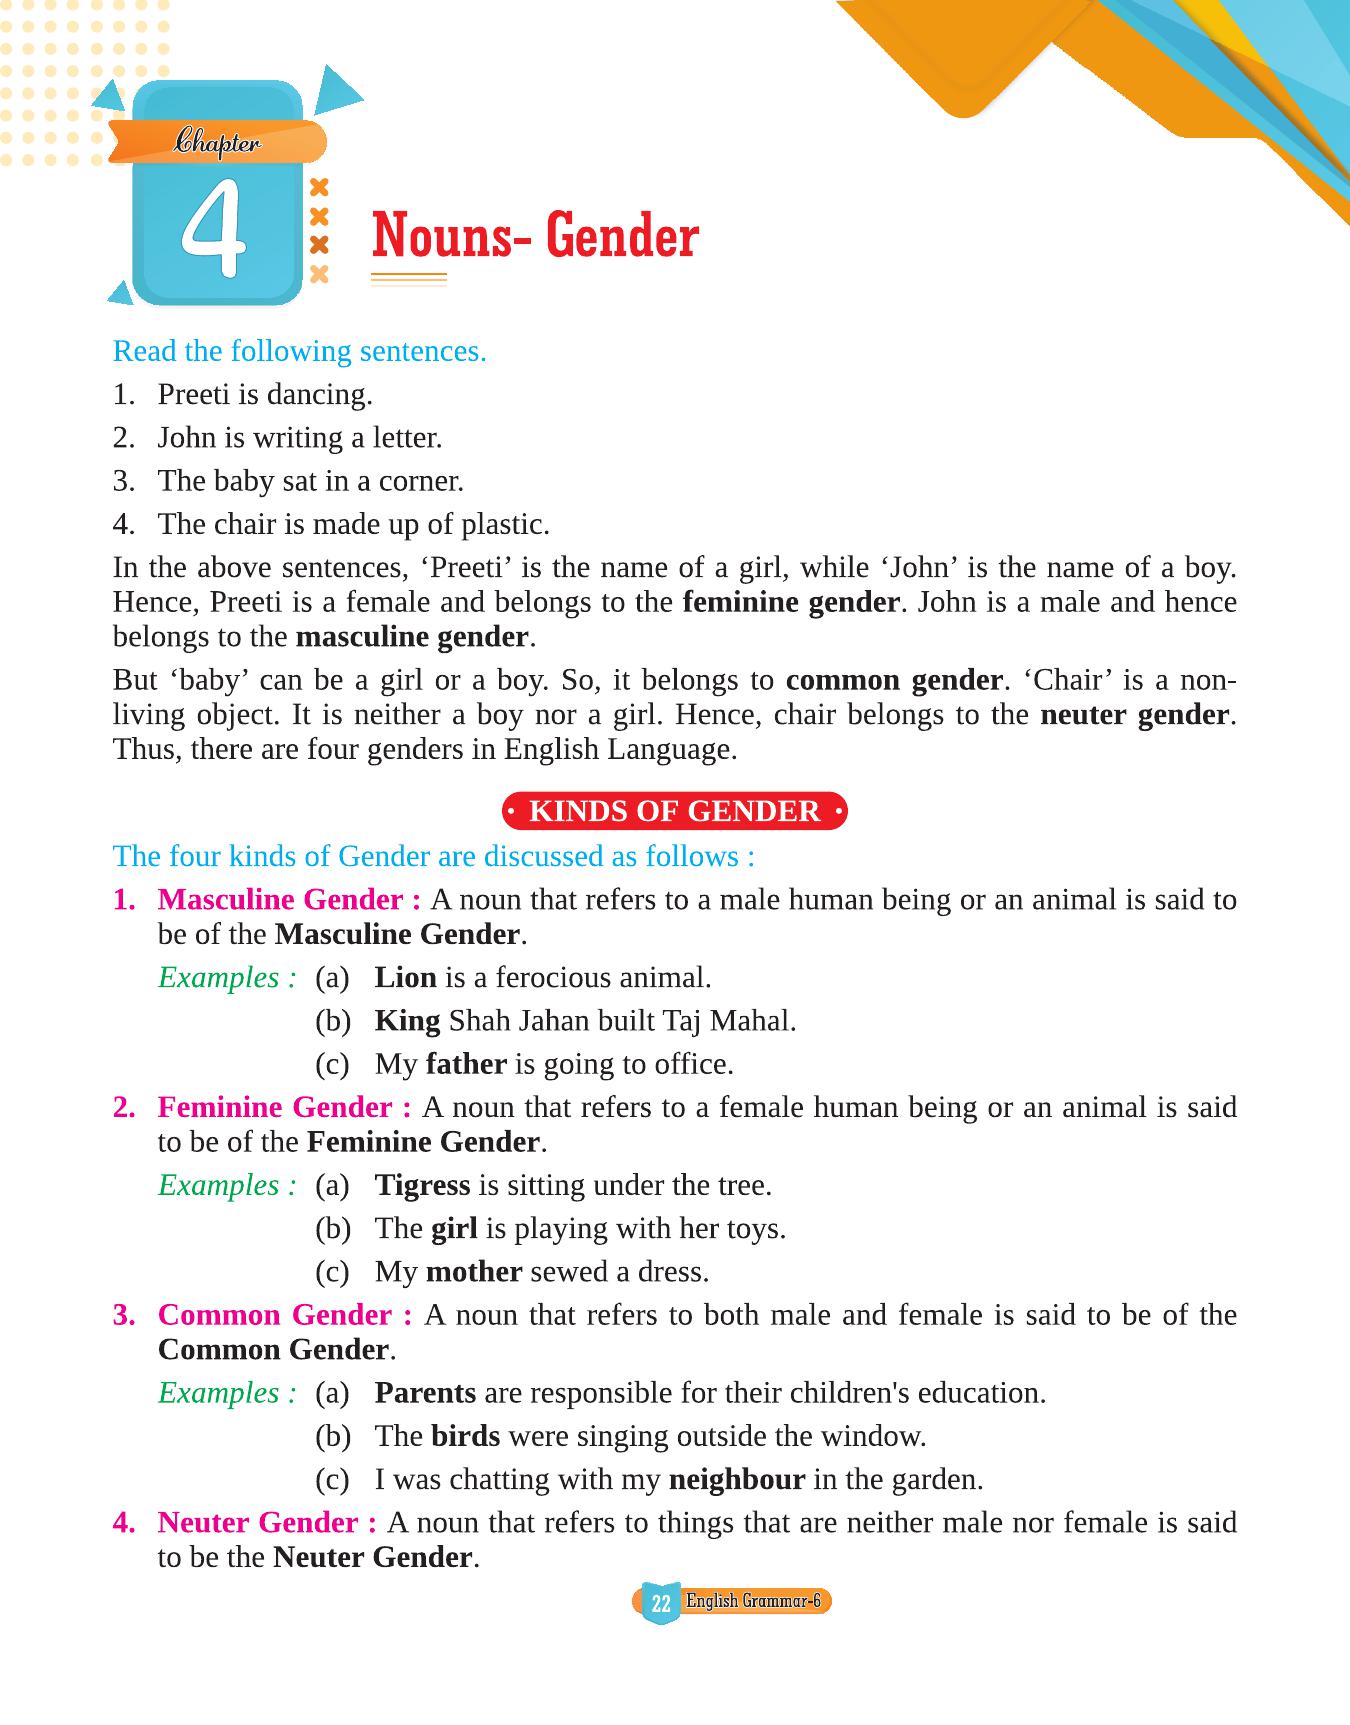 Chapter
4
Nouns- Gender
Read the following sentences.
1. Preeti is dancing.
2. John is writing a letter.
3. The baby sat in a corner.
4. The chair is made up of plastic.
In the above sentences, ‘Preeti’ is the name of a girl, while ‘John’ is the name of a boy.
Hence, Preeti is a female and belongs to the feminine gender. John is a male and hence
belongs to the masculine gender.
But ‘baby’ can be a girl or a boy. So, it belongs to common gender. ‘Chair’ is a non-
living object. It is neither a boy nor a girl. Hence, chair belongs to the neuter gender.
Thus, there are four genders in English Language.
• KINDS OF GENDER •
The four kinds of Gender are discussed as follows :
1. Masculine Gender : A noun that refers to a male human being or an animal is said to
be of the Masculine Gender.
Examples : (a) Lion is a ferocious animal.
(b) King Shah Jahan built Taj Mahal.
(c) My father is going to office.
2. Feminine Gender : A noun that refers to a female human being or an animal is said
to be of the Feminine Gender.
Examples : (a) Tigress is sitting under the tree.
(b) The girl is playing with her toys.
(c) My mother sewed a dress.
3. Common Gender : A noun that refers to both male and female is said to be of the
Common Gender.
Examples : (a) Parents are responsible for their children's education.
(b) The birds were singing outside the window.
(c) I was chatting with my neighbour in the garden.
4. Neuter Gender : A noun that refers to things that are neither male nor female is said
to be the Neuter Gender.
22 English Grammar-6